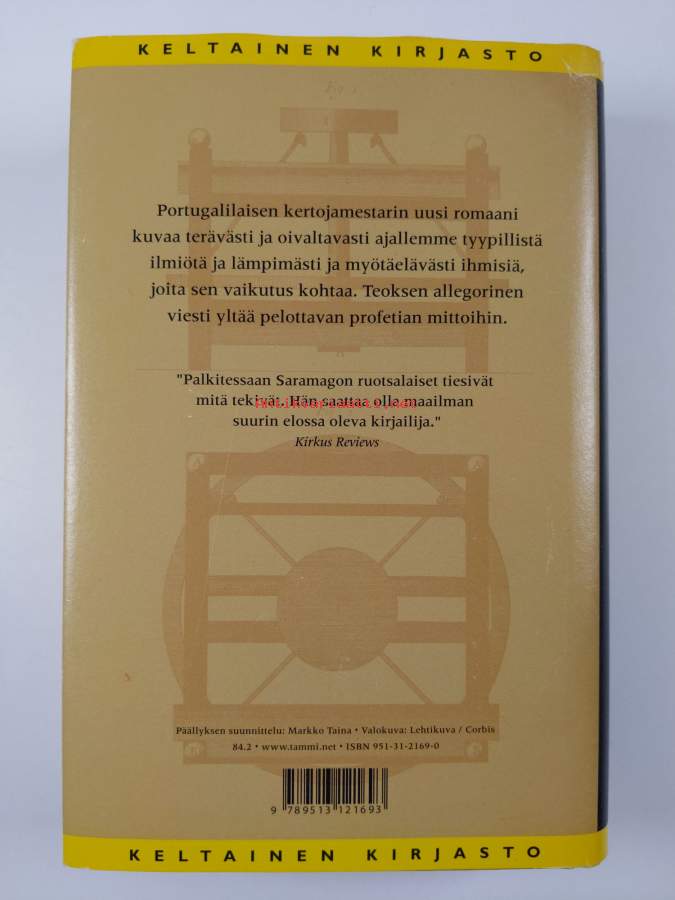 KELTAINEN KIRJASTO
Portugalilaisen kertojamestarin uusi romaani
kuvaa terävästi ja oivaltavasti ajallemme tyypillistä
ilmiötä ja lämpimästi ja myötäelävästi ihmisiä,
joita sen vaikutus kohtaa. Teoksen allegorinen
viesti yltää pelottavan profetian mittoihin.
"Palkitessaan Saramagon ruotsalaiset tiesivät
mitä tekivät. Hän saattaa olla maailman
suurin elossa oleva kirjailija."
Kirkus Reviews
Päällyksen suunnittelu: Markko Taina • Valokuva: Lehtikuva / Corbis
84.2 • www.tammi.net • ISBN 951-31-2169-0
9 789513 121693
KELTAINEN KIRJASTO